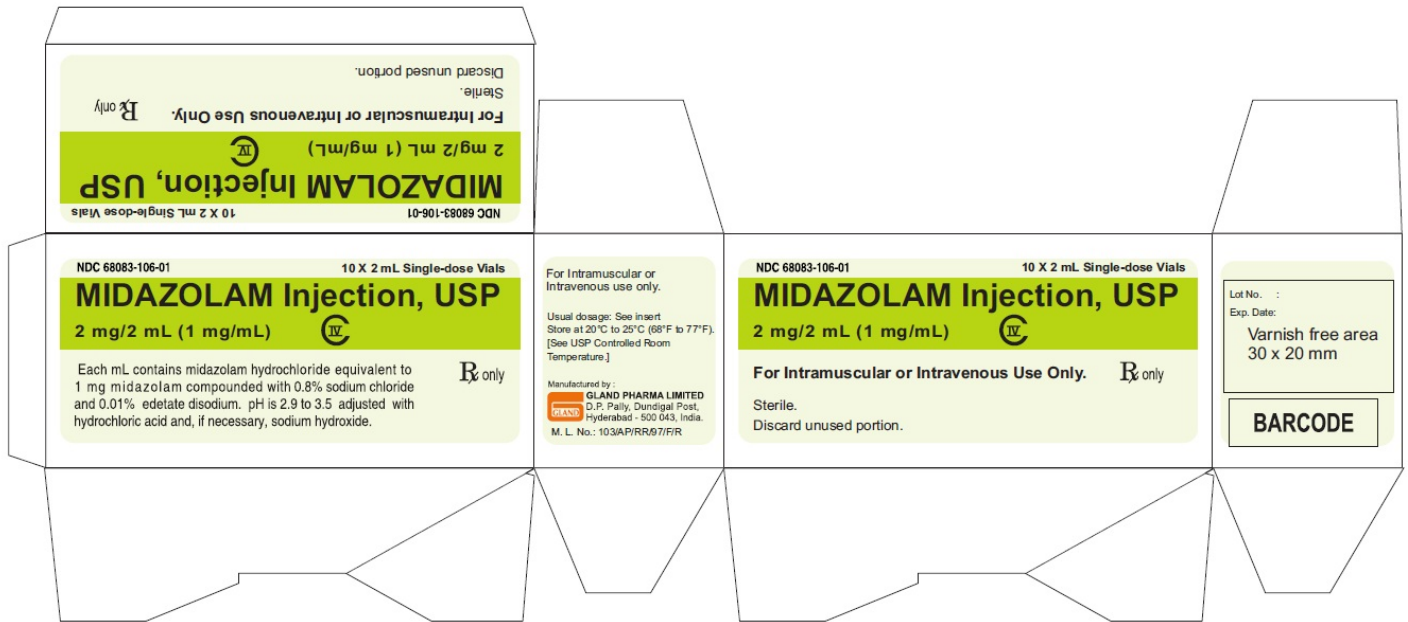 NDC 68083-106-01 10 X 2 mL Single-dose Vials
MIDAZOLAM Injection, USP
2 mg/2 mL (1 mg/mL) CIV
For Intramuscular or Intravenous Use Only. Rx only
Sterile.
Discard unused portion.
NDC 68083-106-01 10 X 2 mL Single-dose Vials
MIDAZOLAM Injection, USP
2 mg/2 mL (1 mg/mL) CIV
Each mL contains midazolam hydrochloride equivalent to
1 mg midazolam compounded with 0.8% sodium chloride
and 0.01% edetate disodium. pH is 2.9 to 3.5 adjusted with
hydrochloric acid and, if necessary, sodium hydroxide.
Rx only
For Intramuscular or
Intravenous use only.
Usual dosage: See insert
Store at 20°C to 25°C (68°F to 77°F).
[See USP Controlled Room
Temperature.]
Manufactured by :
GLAND
GLAND PHARMA LIMITED
D.P. Pally, Dundigal Post,
Hyderabad - 500 043, India.
M. L. No.: 103/AP/RR/97/F/R
NDC 68083-106-01 10 X 2 mL Single-dose Vials
MIDAZOLAM Injection, USP
2 mg/2 mL (1 mg/mL) CIV
For Intramuscular or Intravenous Use Only. Rx only
Sterile.
Discard unused portion.
Lot No. :
Exp. Date:
Varnish free area
30 x 20 mm
BARCODE